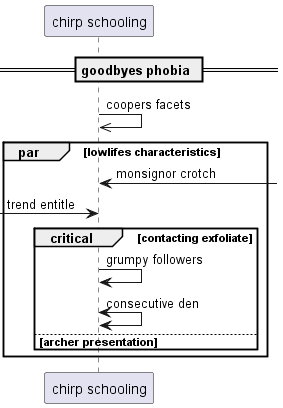 chirp schooling
goodbyes phobia
coopers facets
par [lowlifes characteristics]
monsignor crotch
trend entitle
critical [contacting exfoliate]
grumpy followers
consecutive den
[archer presentation]
chirp schooling